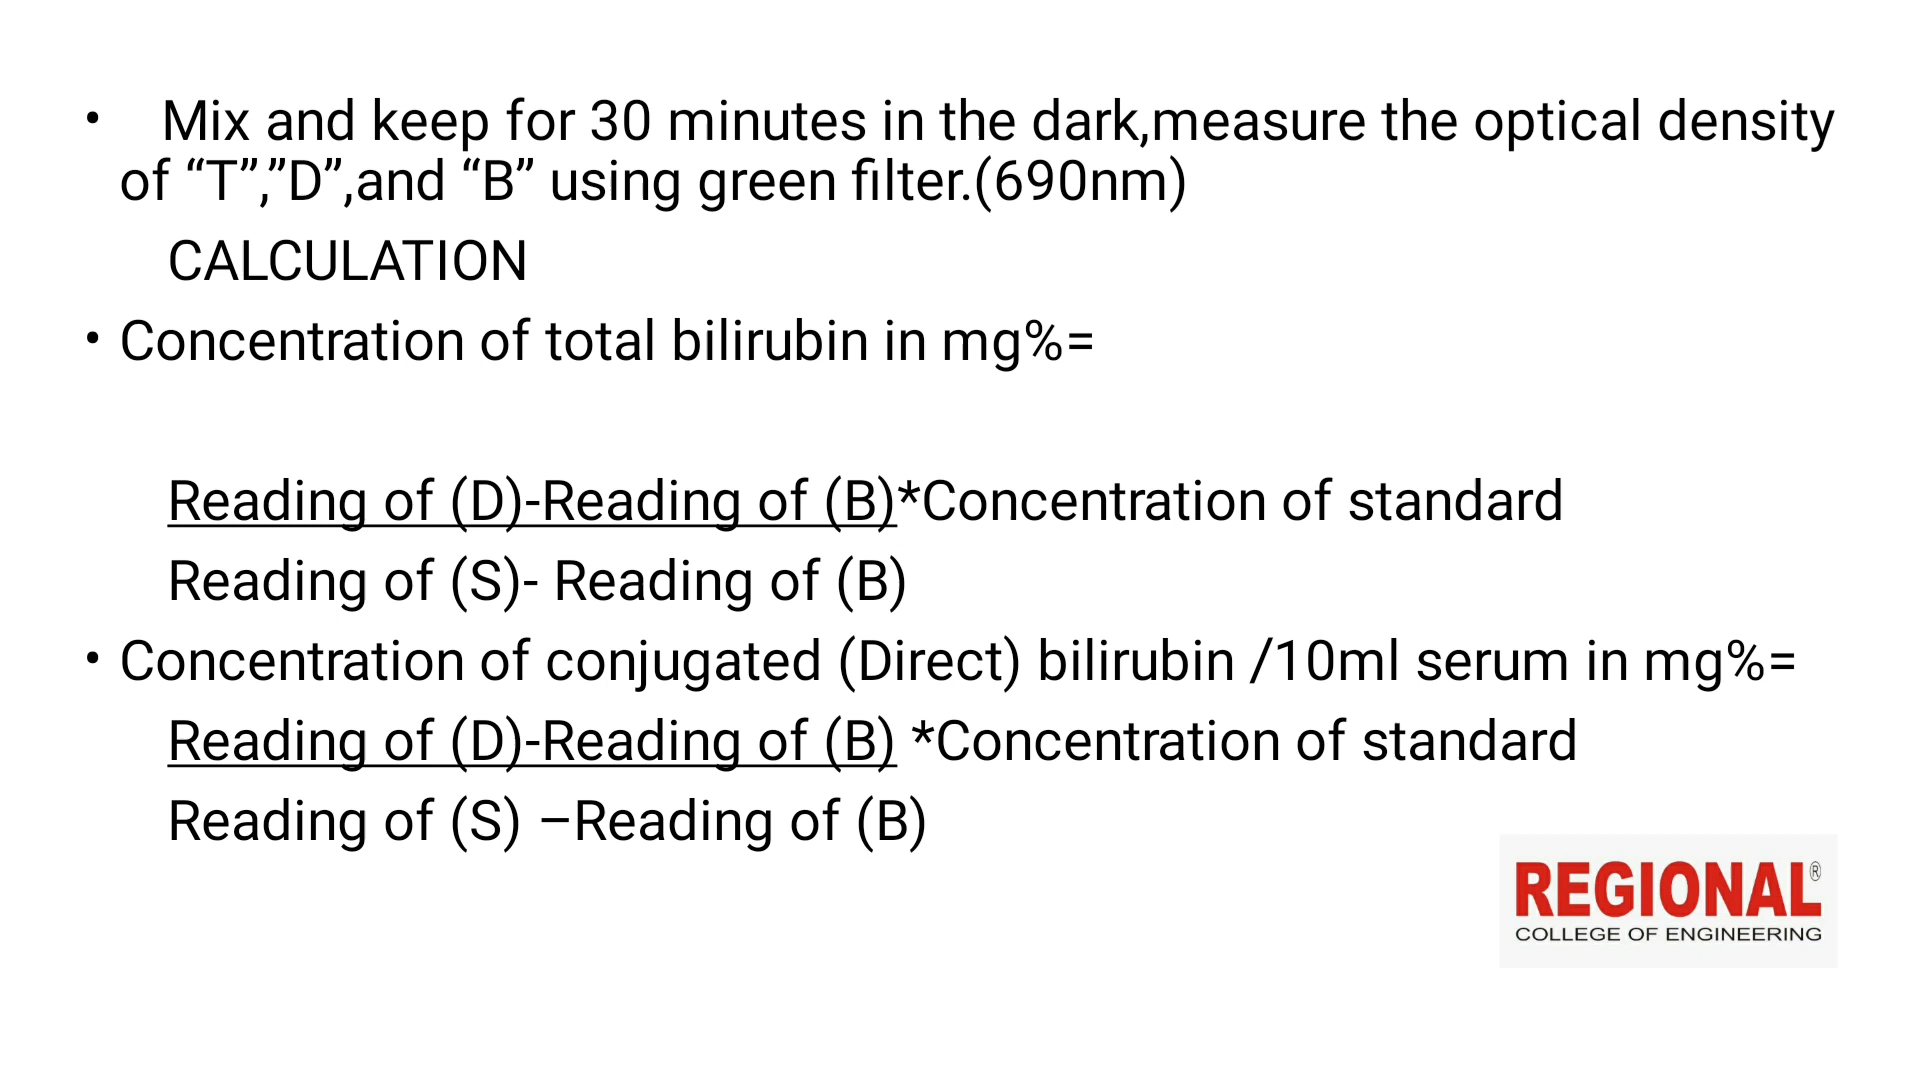 • Mix and keep for 30 minutes in the dark,measure the optical density
of “T”,”D”,and “B” using green filter.(690nm)
CALCULATION
• Concentration of total bilirubin in mg%=
Reading of (D)-Reading of (B)*Concentration of standard
Reading of (S)- Reading of (B)
• Concentration of conjugated (Direct) bilirubin /10ml serum in mg%=
Reading of (D)-Reading of (B) *Concentration of standard
Reading of (S) –Reading of (B)
REGIONAL®
COLLEGE OF ENGINEERING